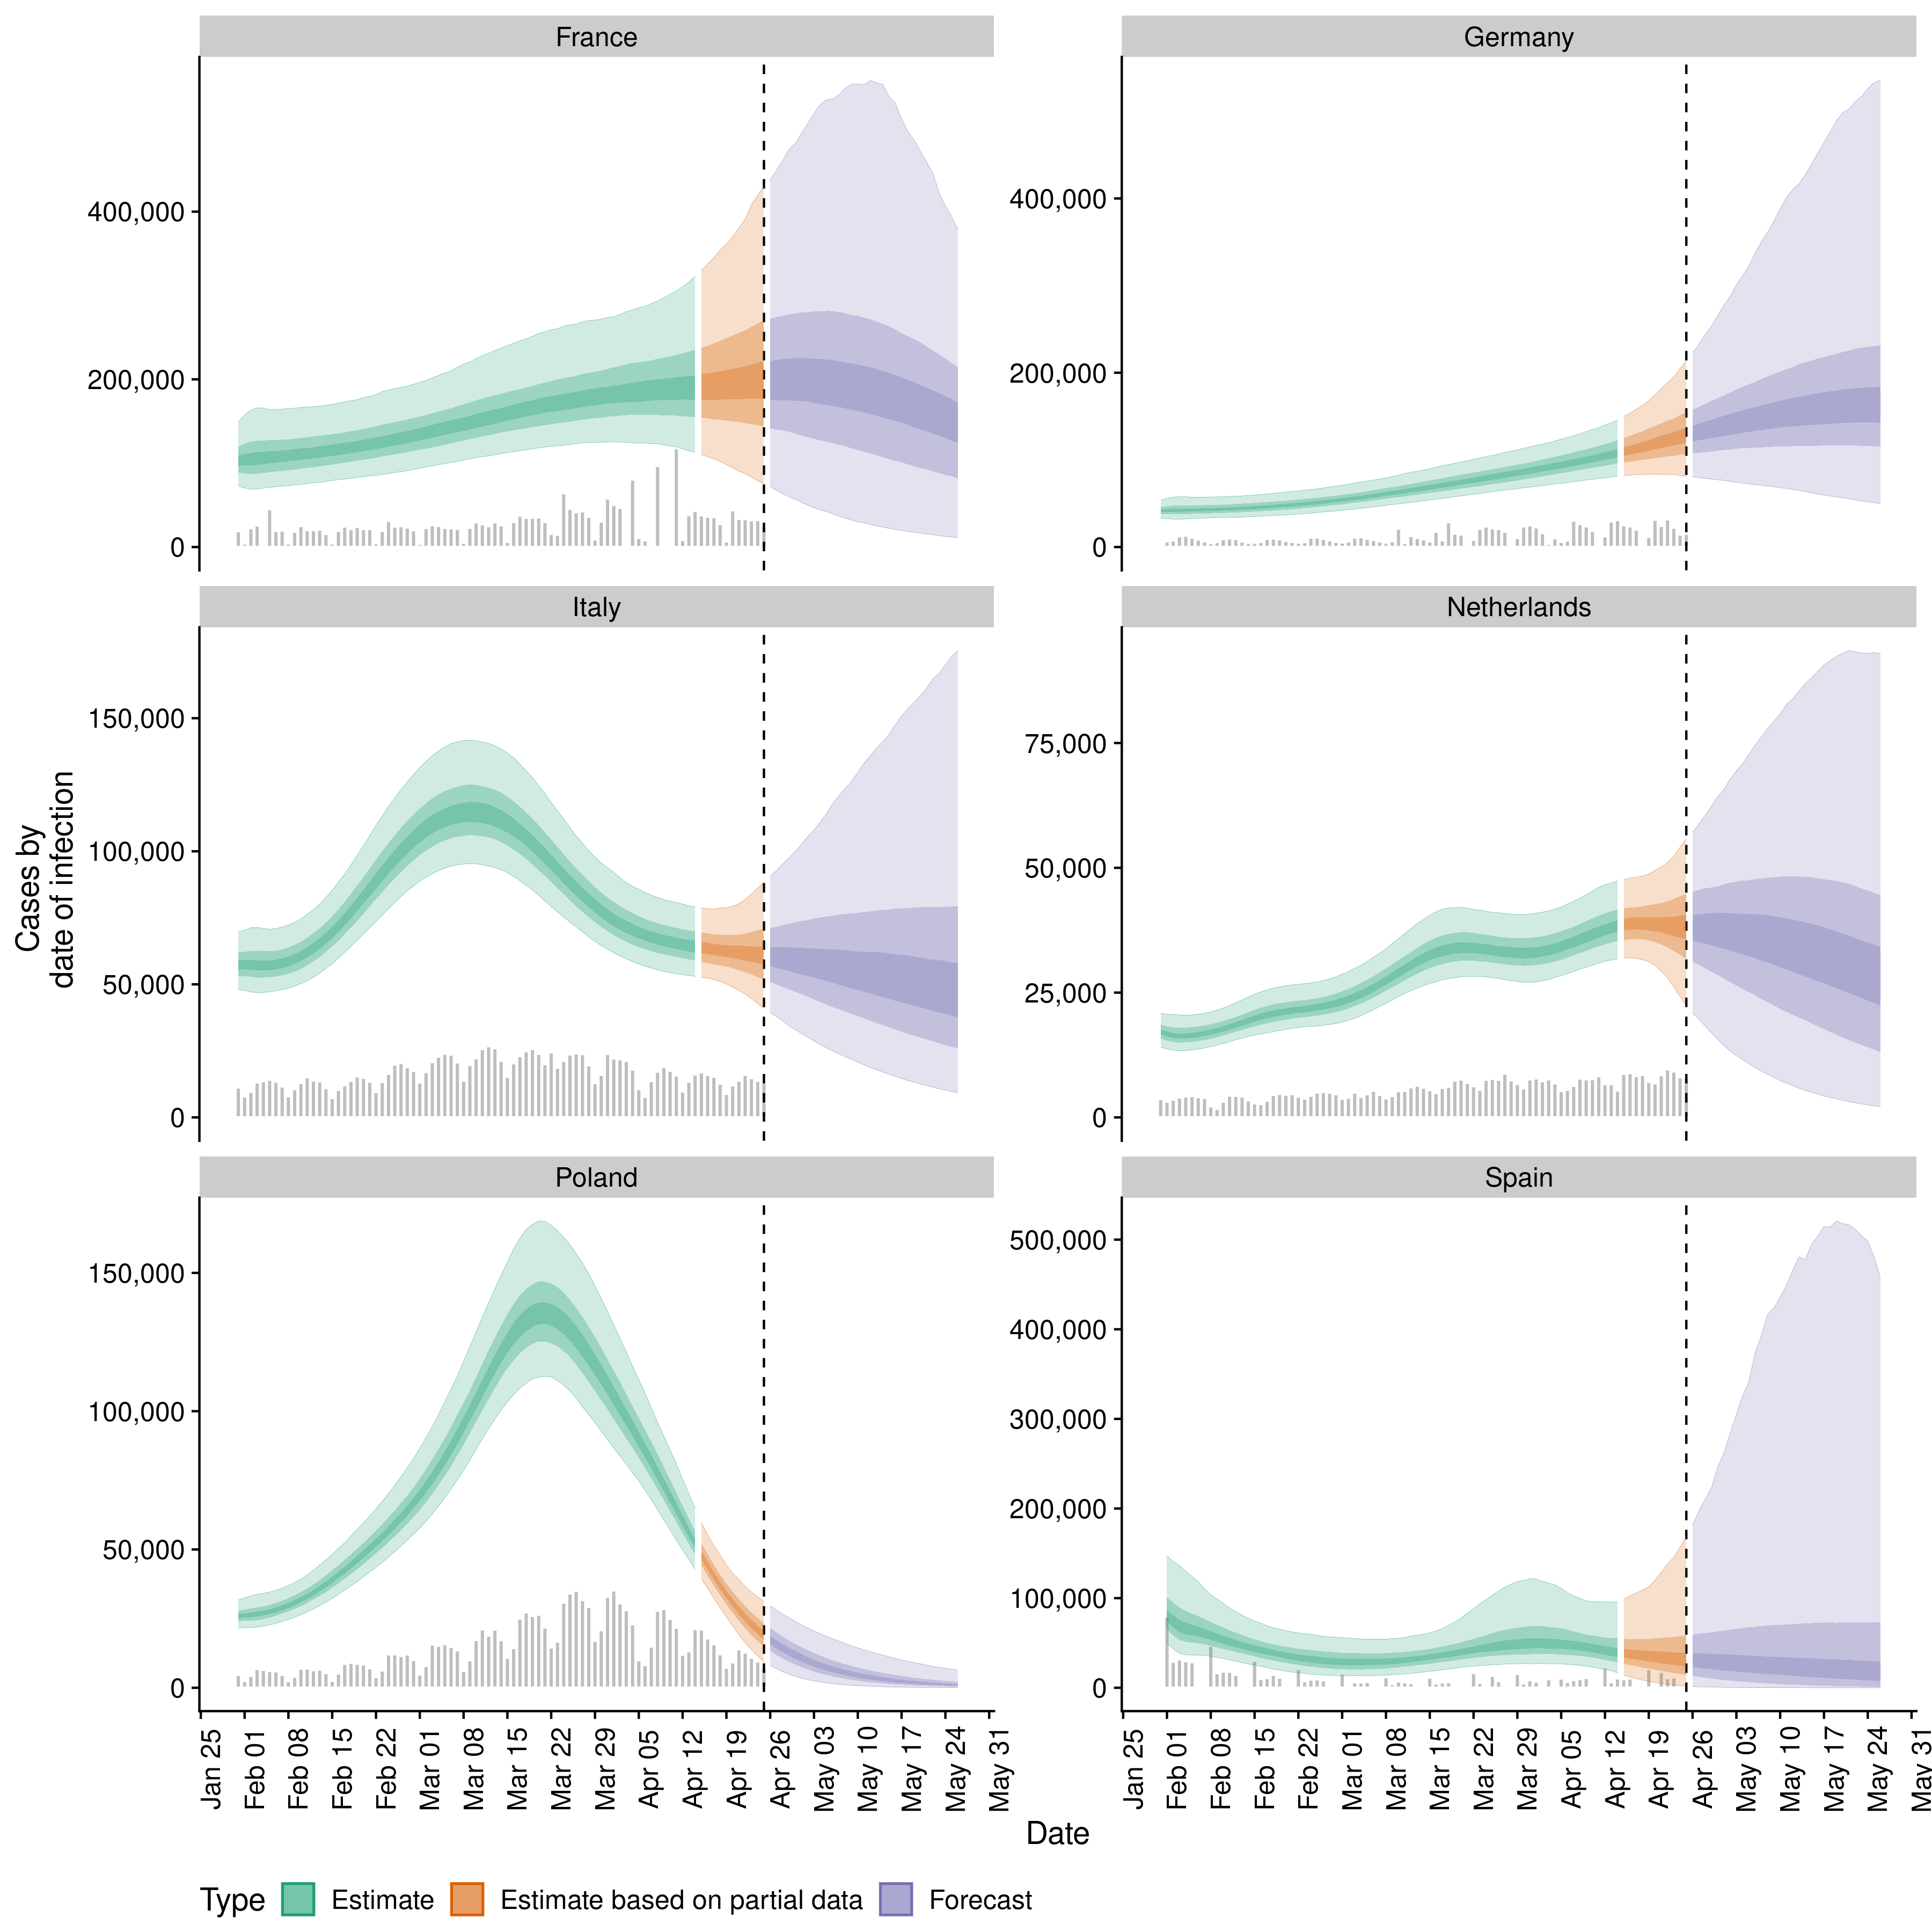 France
Germany
400,000
200,000
0
400,000
200,000
0
Italy
Netherlands
150,000
100,000
50,000
0
75,000
50,000
25,000
0
Cases by
date of infection
Poland
Spain
150,000
100,000
50,000
0
500,000
400,000
300,000
200,000
100,000
0
Jan 25
Feb 01
Feb 08
Feb 15
Feb 22
Mar 01
Mar 08
Mar 15
Mar 22
Mar 29
Apr 05
Apr 12
Apr 19
Apr 26
May 03
May 10
May 17
May 24
May 31
Jan 25
Feb 01
Feb 08
Feb 15
Feb 22
Mar 01
Mar 08
Mar 15
Mar 22
Mar 29
Apr 05
Apr 12
Apr 19
Apr 26
May 03
May 10
May 17
May 24
May 31
Date
Type Estimate Estimate based on partial data Forecast